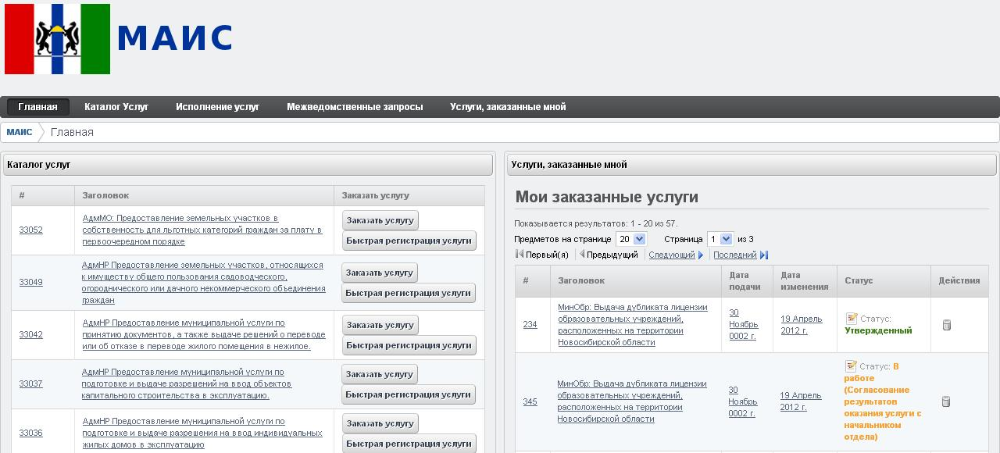 МАИС
Главная Каталог Услуг Исполнение услуг Межведомственные запросы Услуги, заказанные мной
МАИС Главная
Каталог услуг
# Заголовок Заказать услугу
33052
АдмМО: Предоставление земельных участков в
собственность для льготных категорий граждан за плату в
первоочередном порядке
Заказать услугу
Быстрая регистрация услуги
33049
АдмНР Предоставление земельных участков, относящихся
к имуществу общего пользования садоводческого,
огороднического или дачного некоммерческого объединения
граждан
Заказать услугу
Быстрая регистрация услуги
33042
АдмНР Предоставление муниципальной услуги по
принятию документов, а также выдаче решений о переводе
или об отказе в переводе жилого помещения в нежилое.
Заказать услугу
Быстрая регистрация услуги
33037
АдмНР Предоставление муниципальной услуги по
подготовке и выдаче разрешений на ввод объектов
капитального строительства в эксплуатацию.
Заказать услугу
Быстрая регистрация услуги
33036
АдмНР Предоставление муниципальной услуги по
подготовке и выдаче разрешения на ввод индивидуальных
жилых домов в эксплуатацию
Заказать услугу
Быстрая регистрация услуги
Услуги, заказанные мной
Мои заказанные услуги
Показывается результатов: 1 - 20 из 57.
Предметов на странице 20 Страница 1 из 3
Первый(я) Предыдущий Следующий Последний
# Заголовок Дата подачи Дата изменения Статус Действия
234
МинОбр: Выдача дубликата лицензии
образовательных учреждений,
расположенных на территории
Новосибирской области
30
Ноябрь
0002 г.
19 Апрель
2012 г.
Статус:
Утвержденный
345
МинОбр: Выдача дубликата лицензии
образовательных учреждений,
расположенных на территории
Новосибирской области
30
Ноябрь
0002 г.
19 Апрель
2012 г.
Статус: В
работе
(Согласование
результатов
оказания услуги с
начальником
отдела)